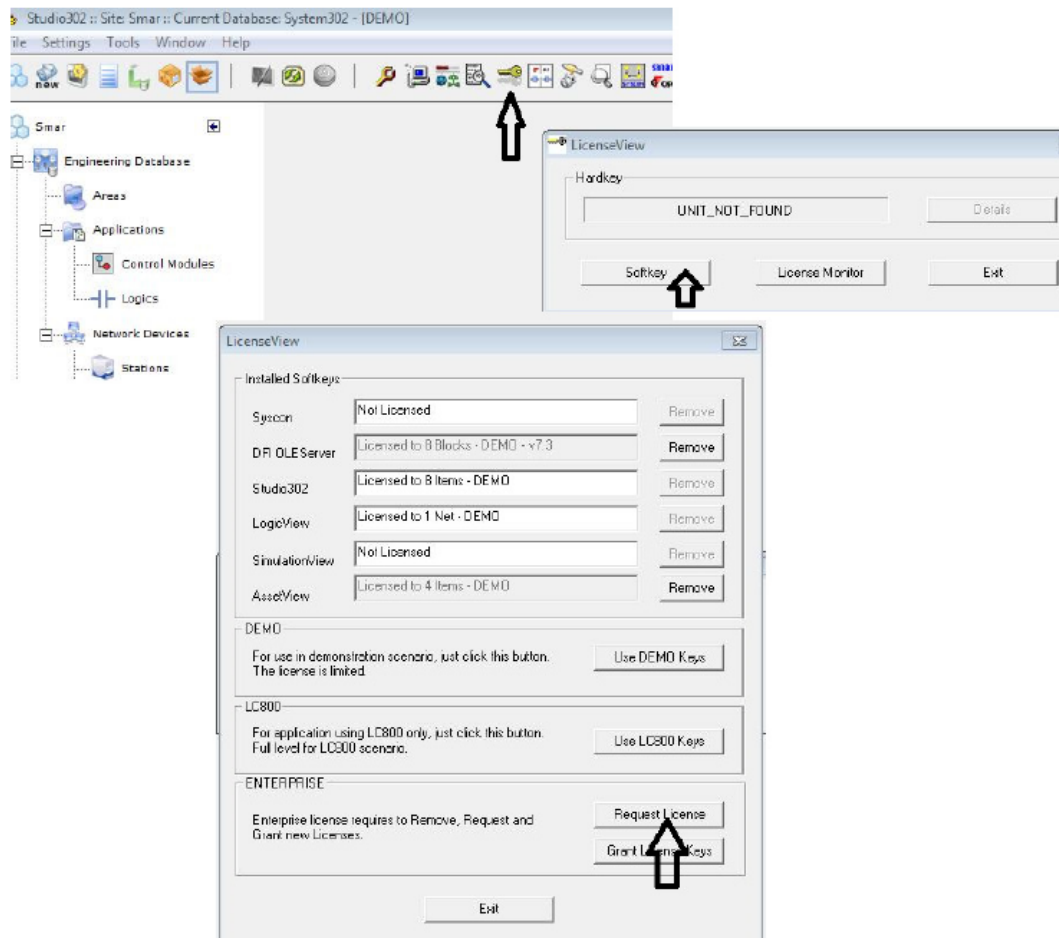 Studio302 :: Site: Smar :: Current Database: System302 - [DEMO]
ile Settings Tools Window Help
new
Smar
Engineering Database
Areas
Applications
Control Modules
Logics
Network Devices
Stations
LicenseView
Hardkey
UNIT_NOT_FOUND
Details
Softkey
License Monitor
Exit
LicenseView
Installed Softkeys
Syscon
Not Licensed
Remove
DFI OLE Server
Licensed to 8 Blocks - DEMO - v7.3
Remove
Studio302
Licensed to 8 Items - DEMO
Remove
LogicView
Licensed to 1 Net - DEMO
Remove
SimulationView
Not Licensed
Remove
AssetView
Licensed to 4 Items - DEMO
Remove
DEMO
For use in demonstration scenario, just click this button.
The license is limited.
Use DEMO Keys
LC800
For application using LC800 only, just click this button.
Full level for LC800 scenario.
Use LC800 Keys
ENTERPRISE
Enterprise license requires to Remove, Request and
Grant new Licenses.
Request License
Grant License Keys
Exit